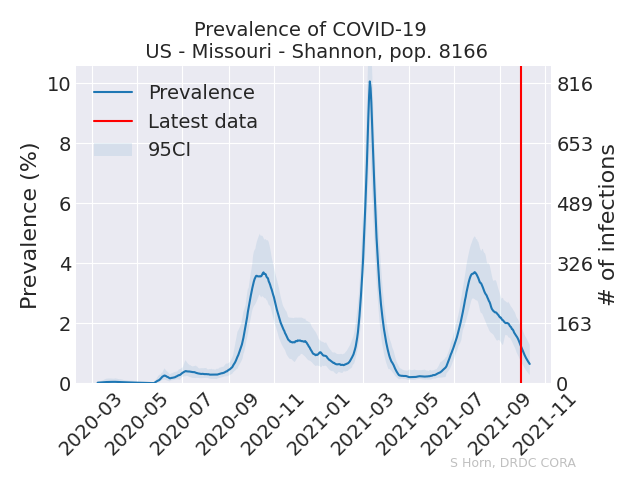 Prevalence of COVID-19
US - Missouri - Shannon, pop. 8166
Prevalence
Latest data
95CI
Prevalence (%)
10
8
6
4
2
0
816
653
489
326
163
0
# of infections
2020-03
2020-05
2020-07
2020-09
2020-11
2021-01
2021-03
2021-05
2021-07
2021-09
2021-11
S Horn, DRDC CORA